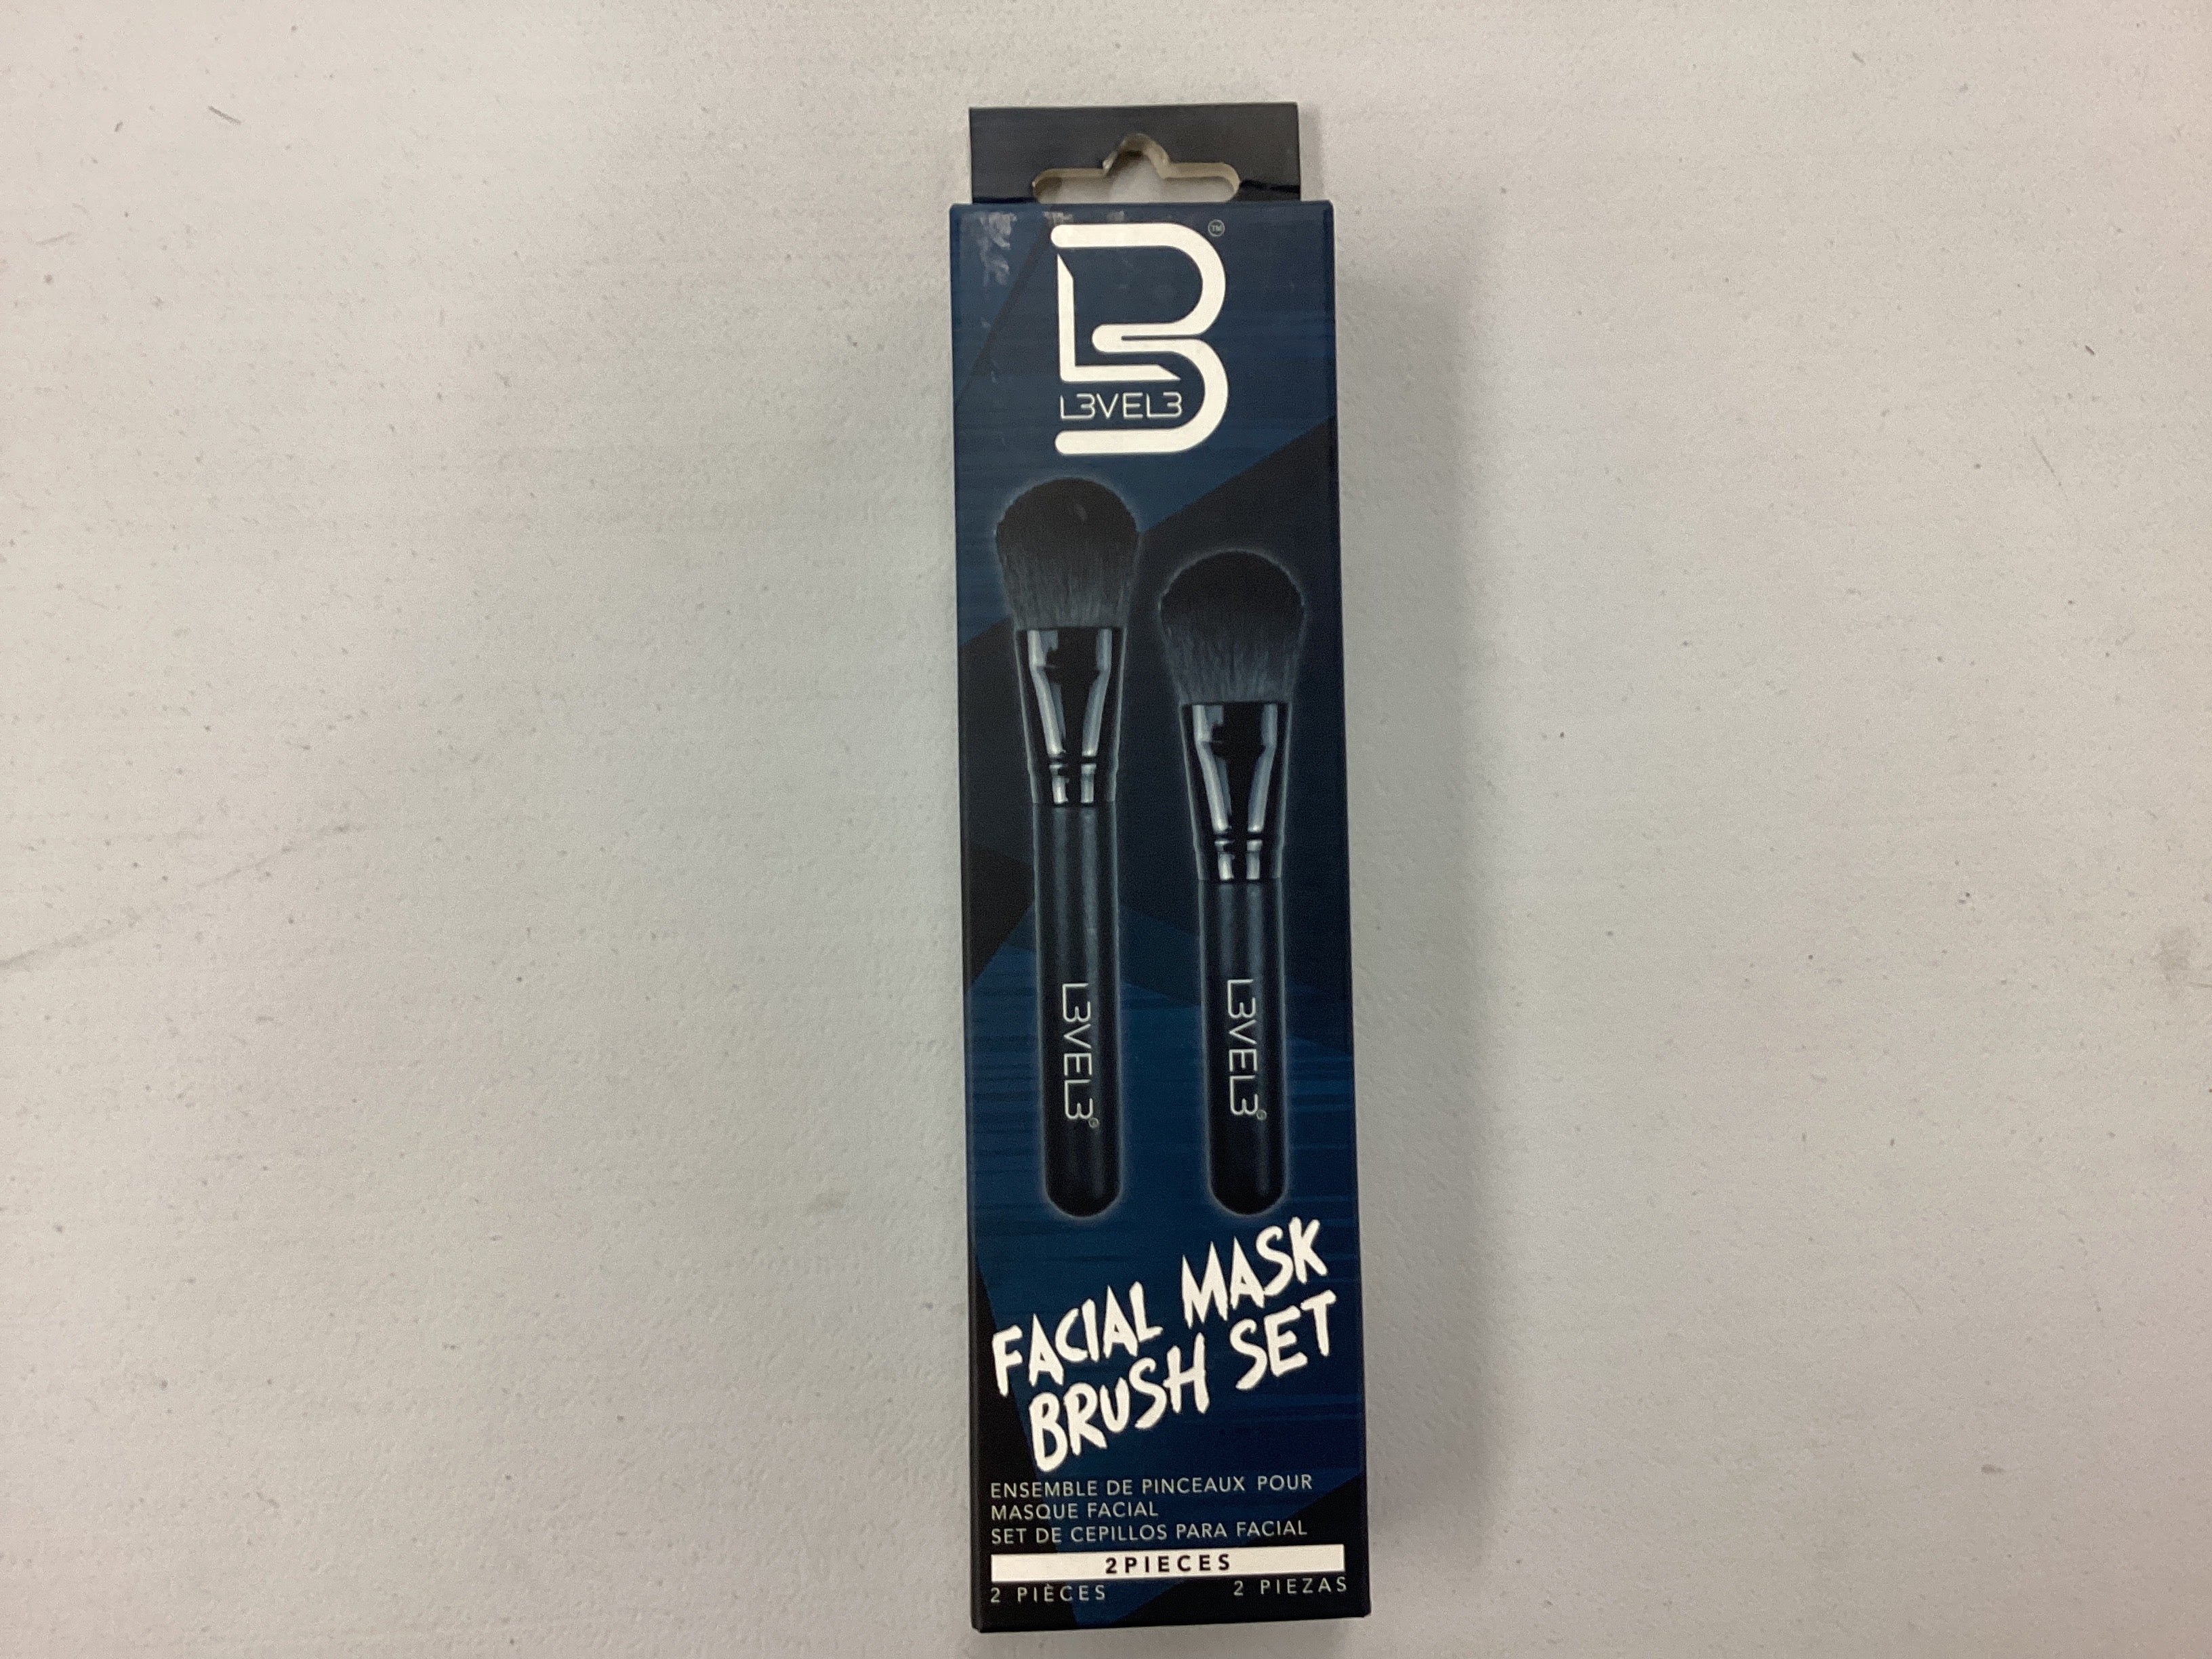 ™
L3VEL3
L3VEL3
L3VEL3
FACIAL MASK
BRUSH SET
ENSEMBLE DE PINCEAUX POUR
MASQUE FACIAL
SET DE CEPILLOS PARA FACIAL
2PIECES
2 PIÈCES
2 PIEZAS